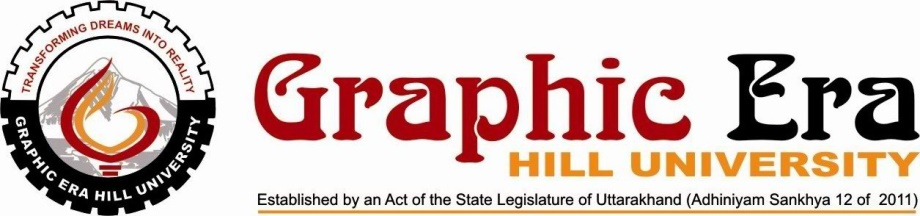 TRANSFORMING DREAMS INTO REALITY
GRAPHIC ERA HILL UNIVERSITY
Graphic Era
HILL UNIVERSITY
Established by an Act of the State Legislature of Uttarakhand (Adhiniyam Sankhya 12 of 2011)